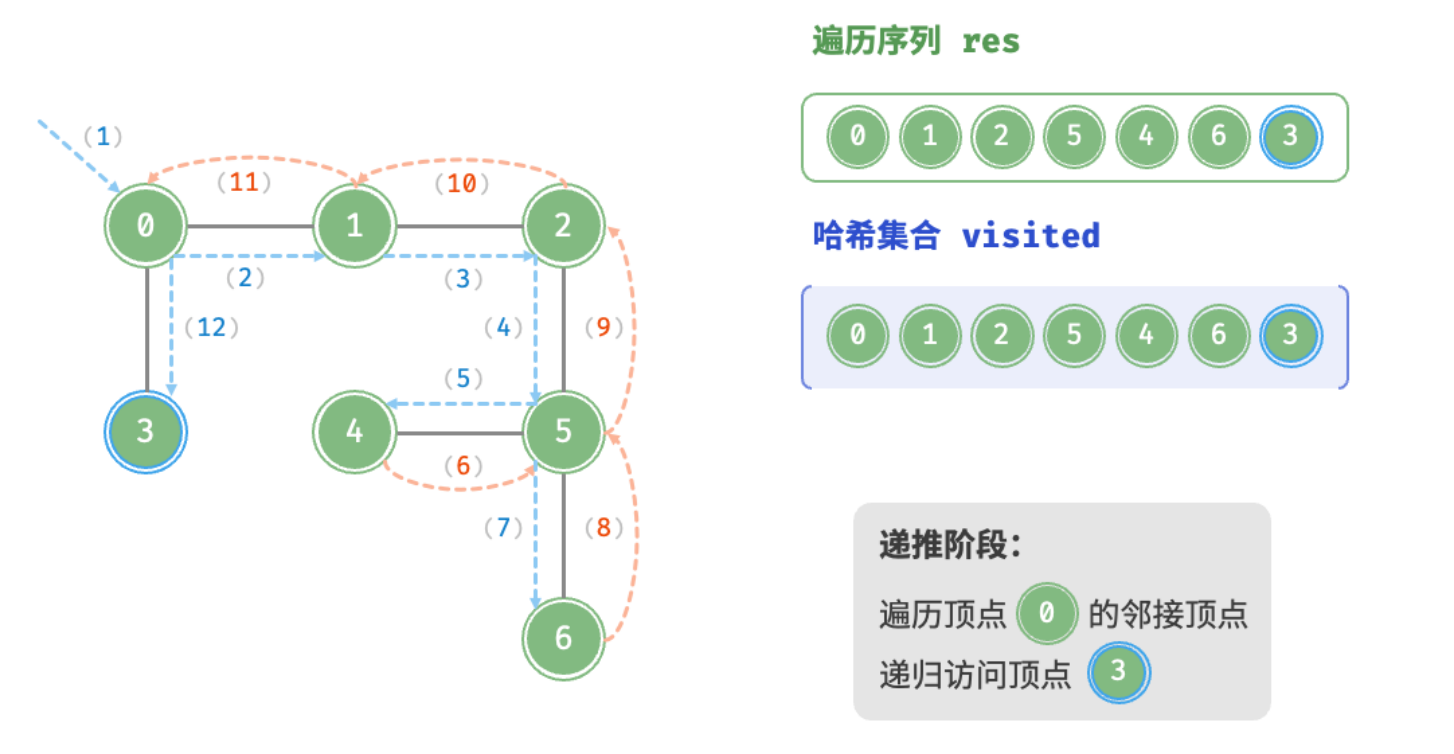 遍历序列 res
0 1 2 5 4 6 3
哈希集合 visited
0 1 2 5 4 6 3
(1)
(11) (10)
0 1 2
(2) (3)
(12) (4) (9)
(5)
3 4 5
(6)
(7) (8)
6
递推阶段：
遍历顶点 0 的邻接顶点
递归访问顶点 3